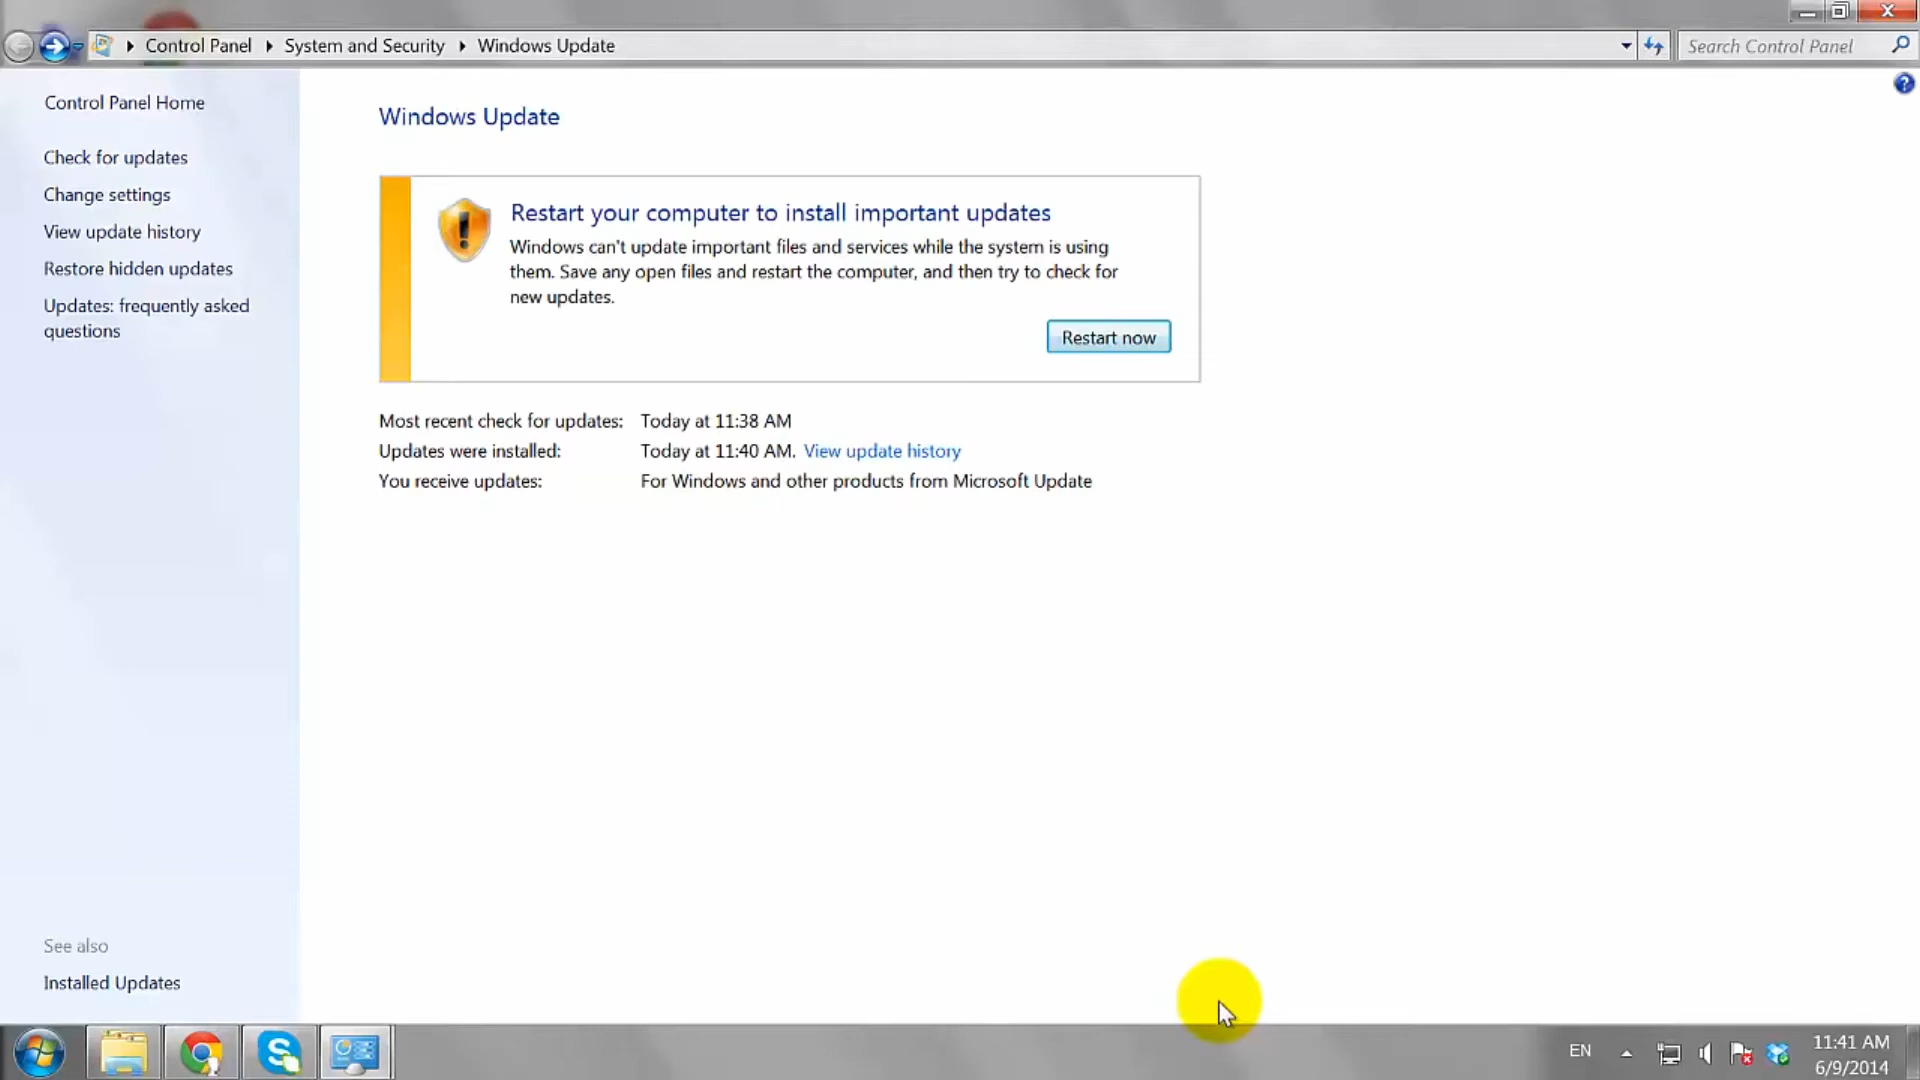 Control Panel System and Security Windows Update
Search Control Panel
Control Panel Home
Check for updates
Change settings
View update history
Restore hidden updates
Updates: frequently asked
questions
See also
Installed Updates
Windows Update
Restart your computer to install important updates
Windows can't update important files and services while the system is using
them. Save any open files and restart the computer, and then try to check for
new updates.
Restart now
Most recent check for updates: Today at 11:38 AM
Updates were installed: Today at 11:40 AM. View update history
You receive updates: For Windows and other products from Microsoft Update
EN
11:41 AM
6/9/2014